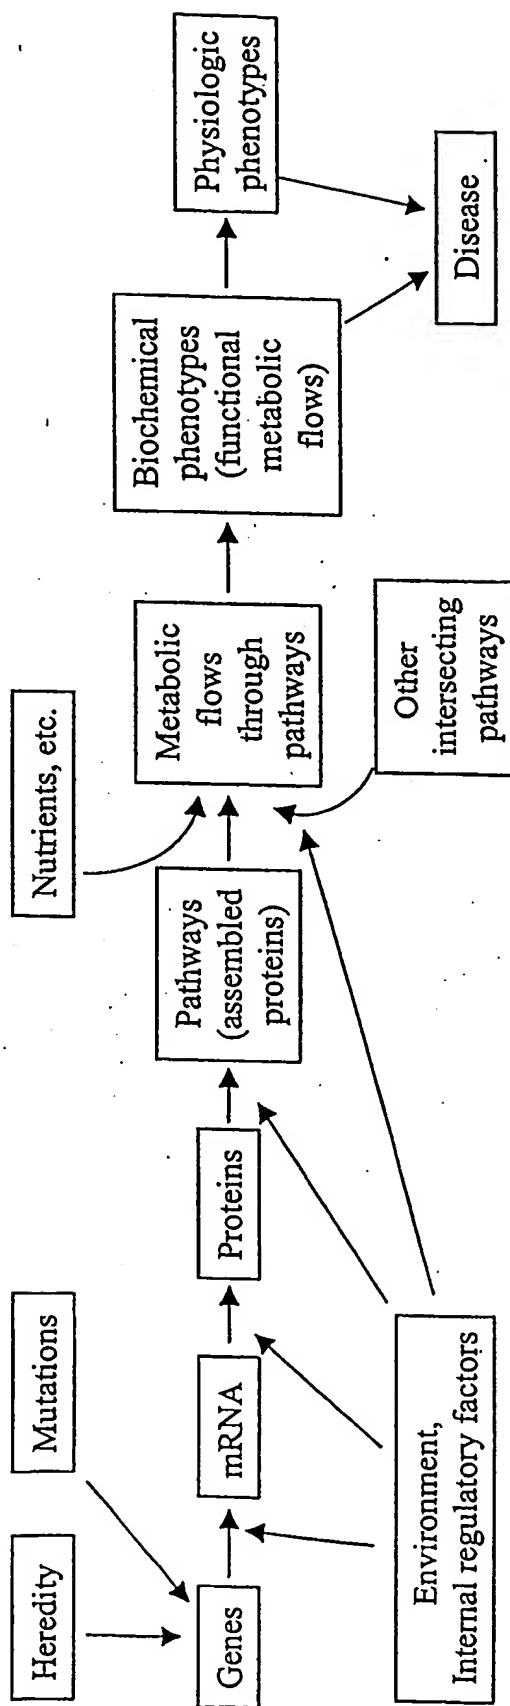 Heredity
Mutations
Nutrients, etc.
Genes
mRNA
Proteins
Pathways
(assembled
proteins)
Metabolic
flows
through
pathways
Biochemical
phenotypes
(functional
metabolic
flows)
Physiologic
phenotypes
Environment,
Internal regulatory factors
Other
intersecting
pathways
Disease